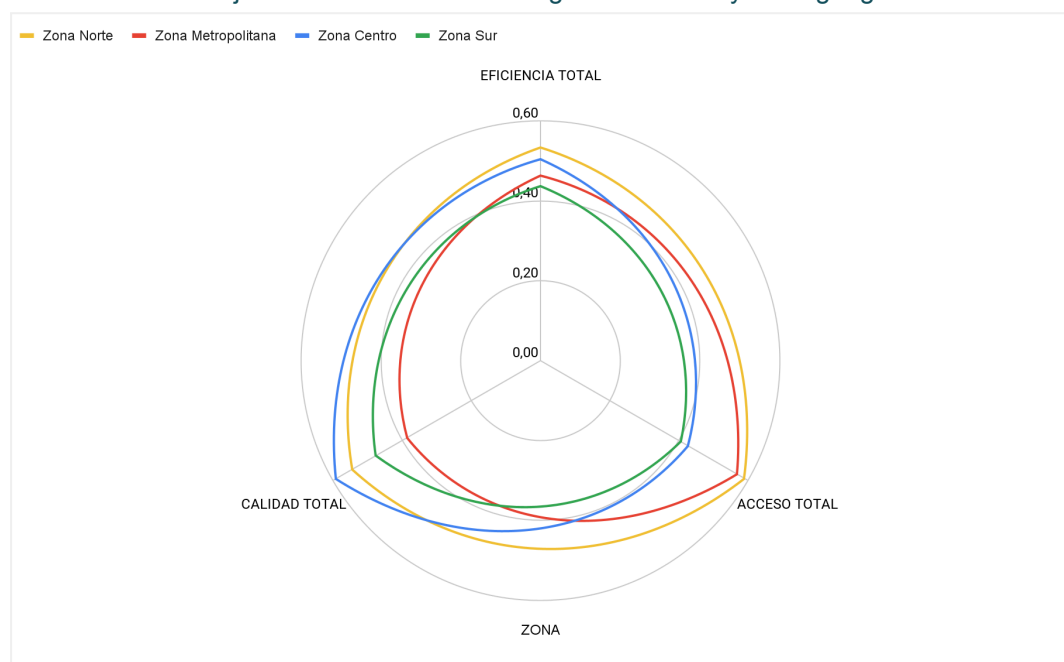 Zona Norte Zona Metropolitana Zona Centro Zona Sur
EFICIENCIA TOTAL
0,60
0,40
0,20
0,00
CALIDAD TOTAL
ACCESO TOTAL
ZONA